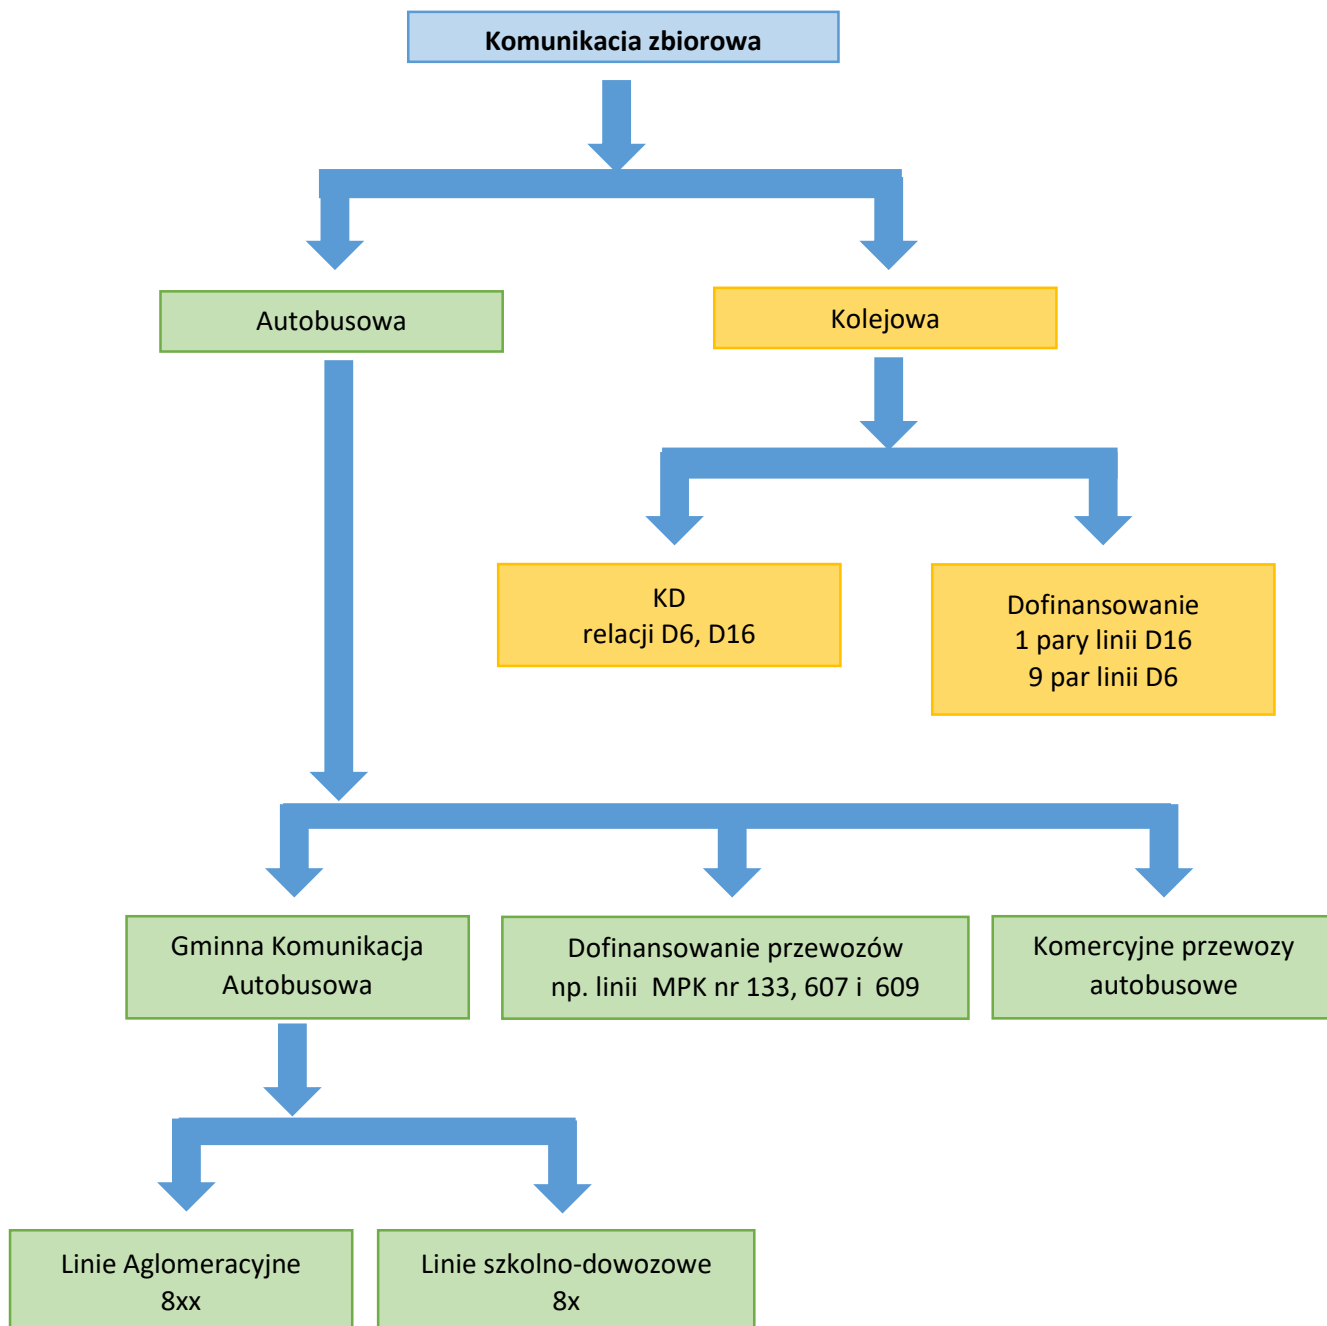 Komunikacja zbiorowa
Autobusowa
Kolejowa
KD
relacji D6, D16
Dofinansowanie
1 pary linii D16
9 par linii D6
Gminna Komunikacja
Autobusowa
Dofinansowanie przewozów
np. linii MPK nr 133, 607 i 609
Komercyjne przewozy
autobusowe
Linie Aglomeracyjne
8xx
Linie szkolno-dowozowe
8x